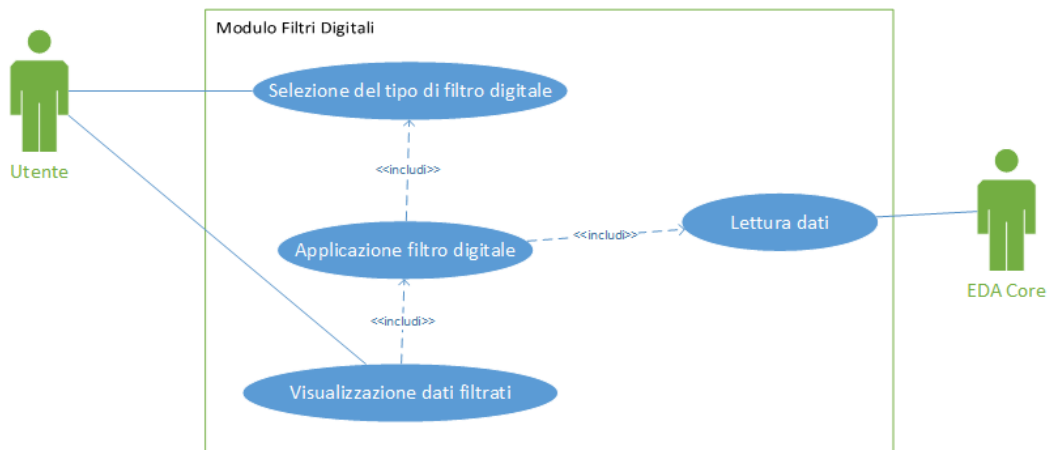 Modulo Filtri Digitali
Selezione del tipo di filtro digitale
Utente
<<includi>>
Applicazione filtro digitale
<<includi>>
Lettura dati
EDA Core
<<includi>>
Visualizzazione dati filtrati